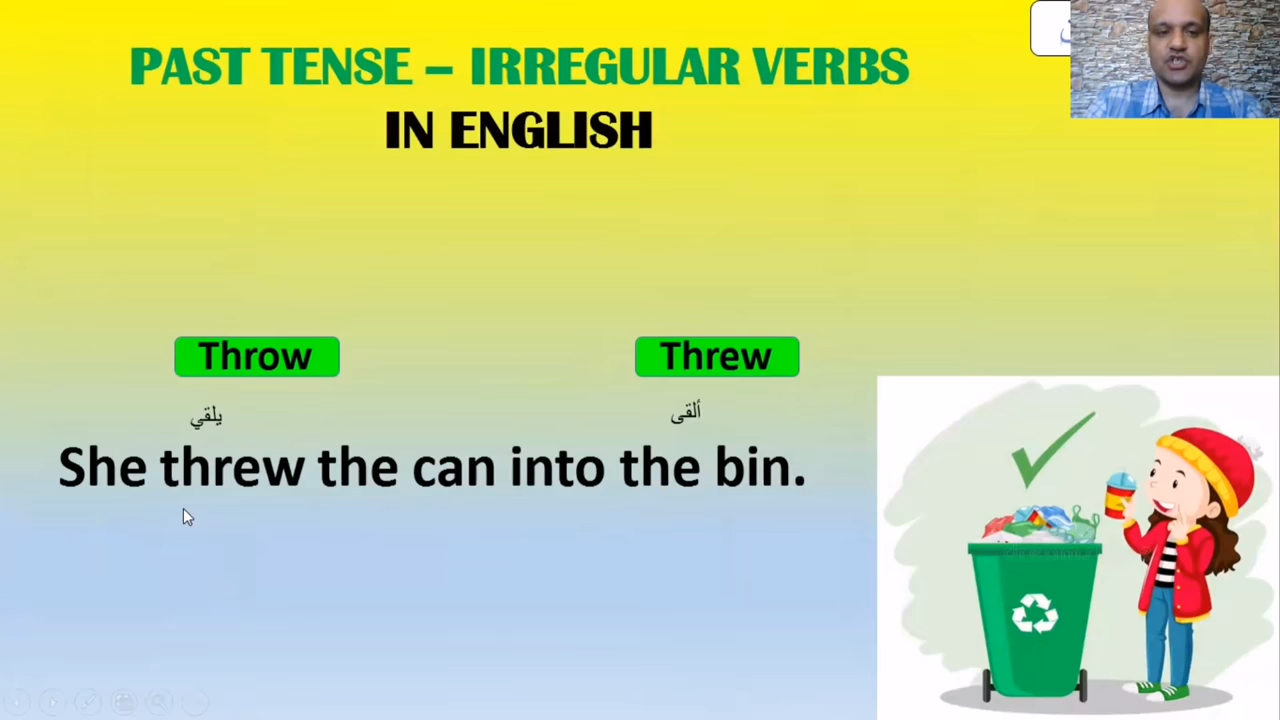 PAST TENSE – IRREGULAR VERBS
IN ENGLISH
Throw
Threw
يلقي
ألقى
She threw the can into the bin.